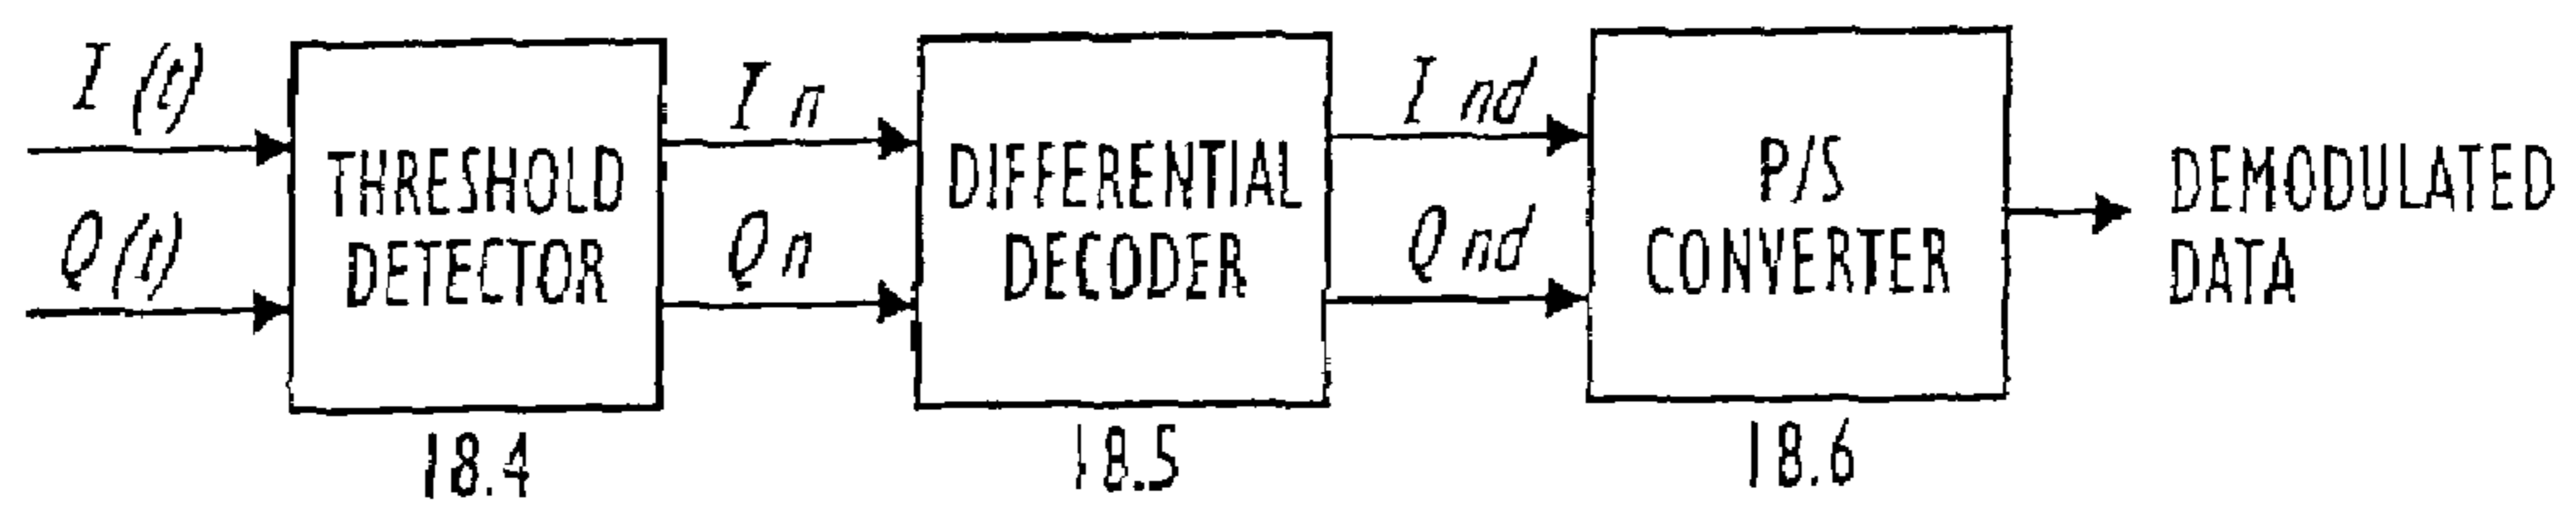 I (t)
Q(t)
THRESHOLD
DETECTOR
18.4
I n
Q n
DIFFERENTIAL
DECODER
18.5
I nd
Q nd
P/S
CONVERTER
18.6
DEMODULATED
DATA